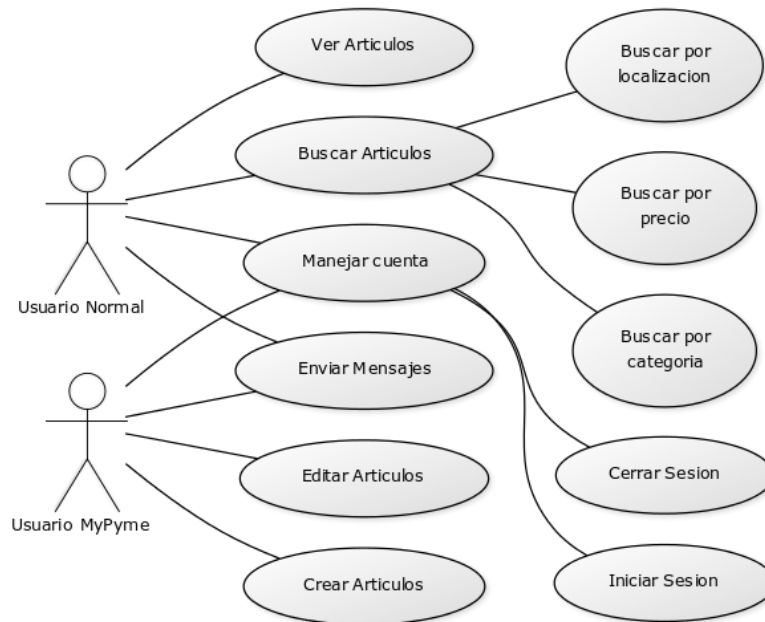 Ver Articulos
Buscar por
localizacion
Buscar Articulos
Buscar por
precio
Manejar cuenta
Usuario Normal
Buscar por
categoria
Enviar Mensajes
Cerrar Sesion
Editar Articulos
Usuario MyPyme
Crear Articulos
Iniciar Sesion